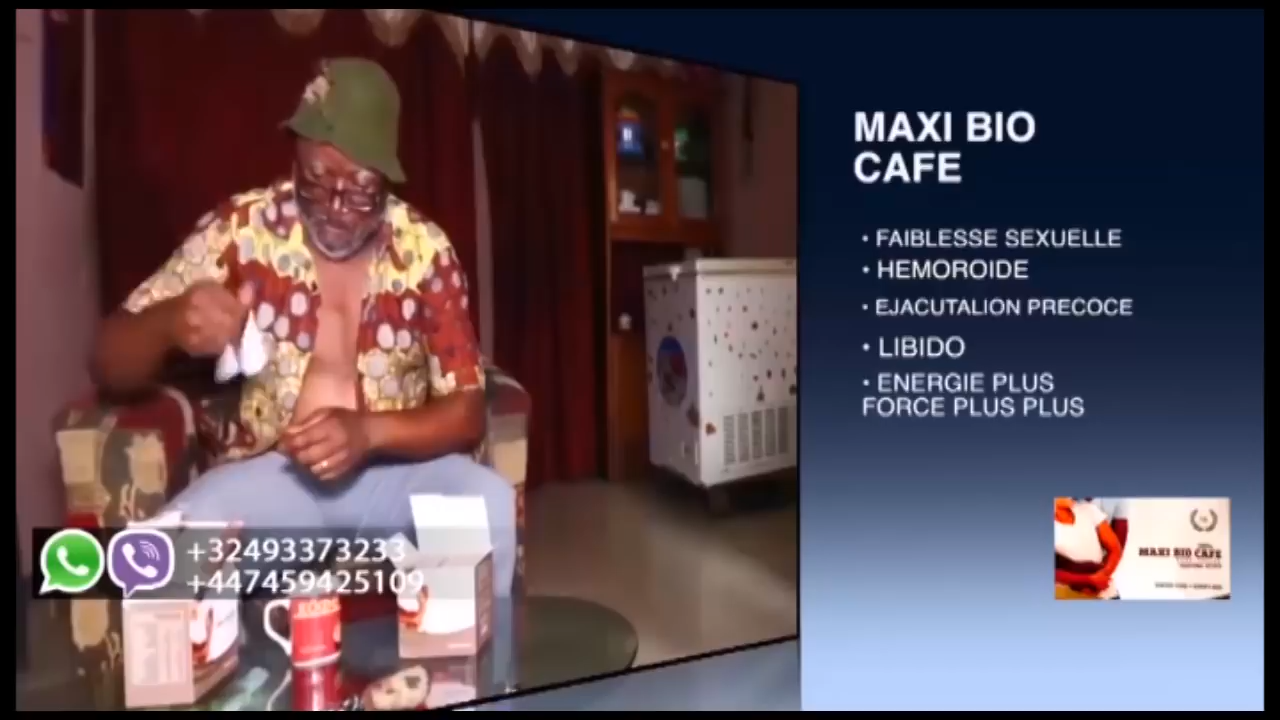 MAXI BIO
CAFE
• FAIBLESSE SEXUELLE
• HEMOROIDE
• EJACUTALION PRECOCE
• LIBIDO
• ENERGIE PLUS
FORCE PLUS PLUS
+32493373233
+447459425109
MAXI BIO CAFE